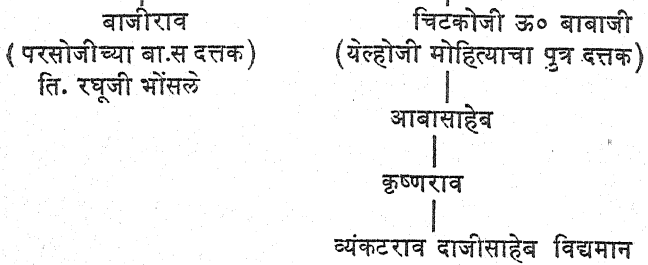 बाजीराव
(परसोजीच्या बा.स दत्तक)
ति. रघूजी भोंसले
चिटकोजी ऊ० बाबाजी
(येल्होजी मोहित्याचा पुत्र दत्तक)
आबासाहेब
कृष्णराव
व्यंकटराव दाजीसाहेब विद्यमान